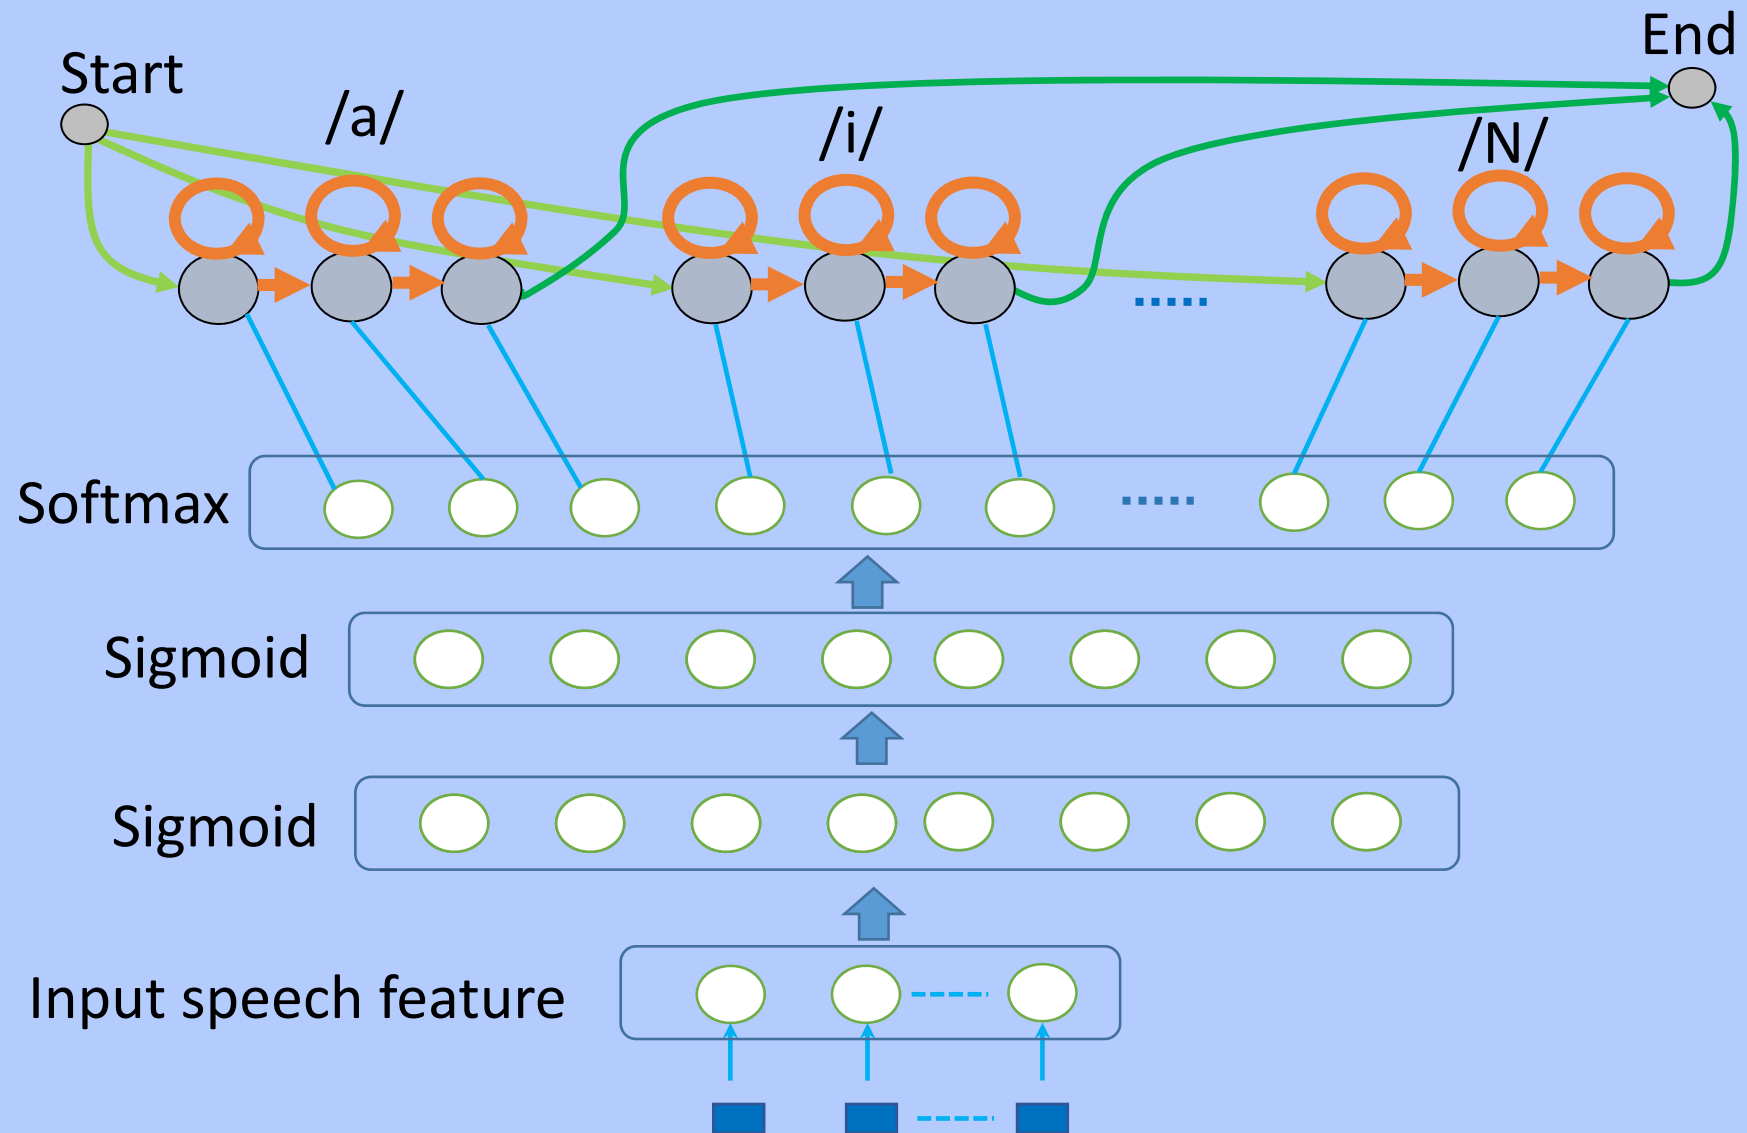 Start
End
/a/
/i/
/N/
Softmax
Sigmoid
Sigmoid
Input speech feature